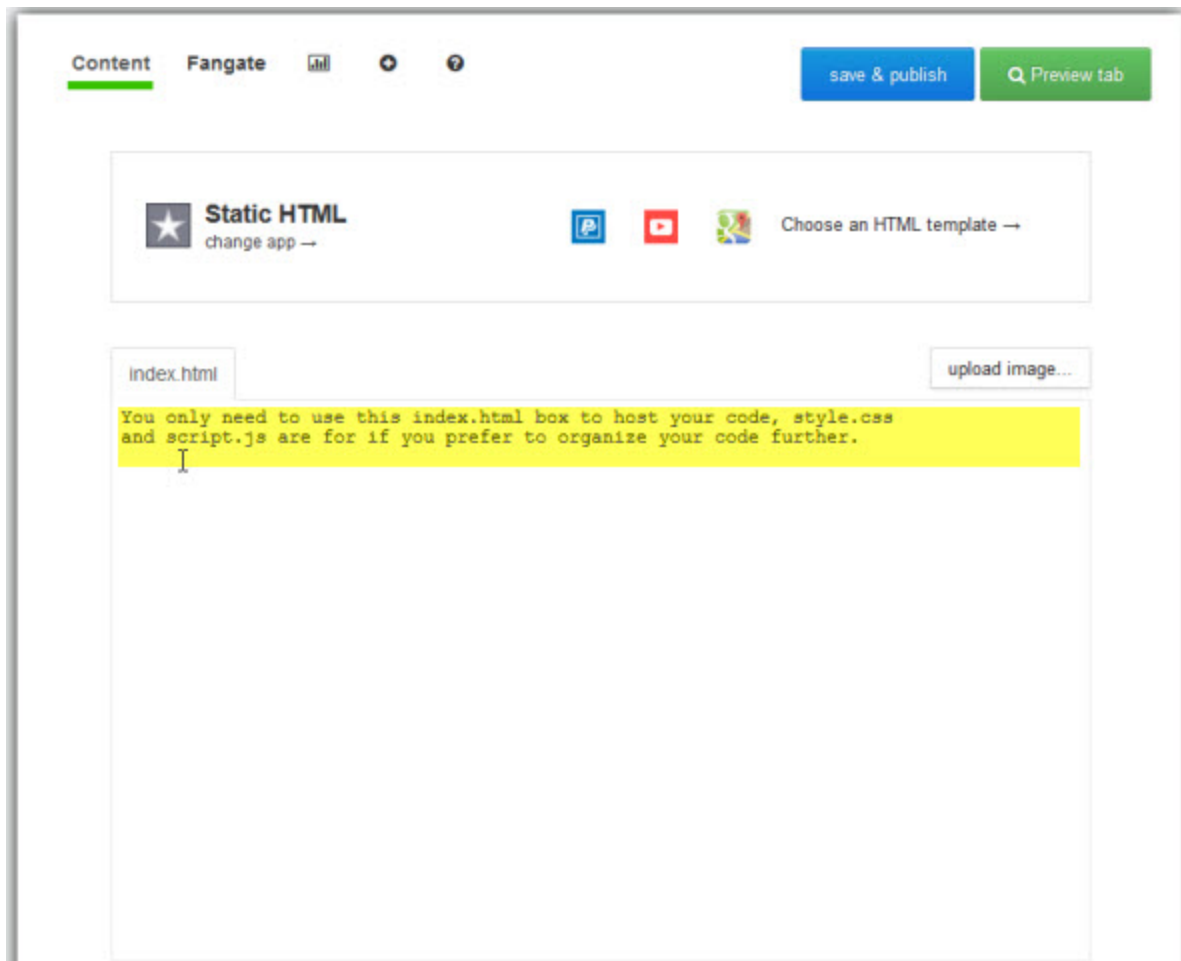 Content Fangate
save & publish
Preview tab
Static HTML
change app →
Choose an HTML template →
index.html
upload image...
You only need to use this index.html box to host your code, style.css
and script.js are for if you prefer to organize your code further.